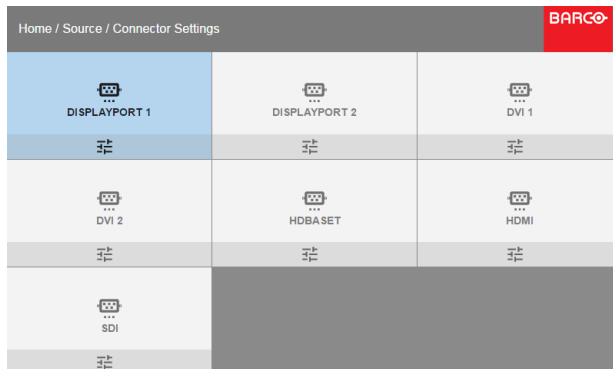 Home / Source / Connector Settings
BARCO
DISPLAYPORT 1
DISPLAYPORT 2
DVI 1
DVI 2
HDBASET
HDMI
SDI